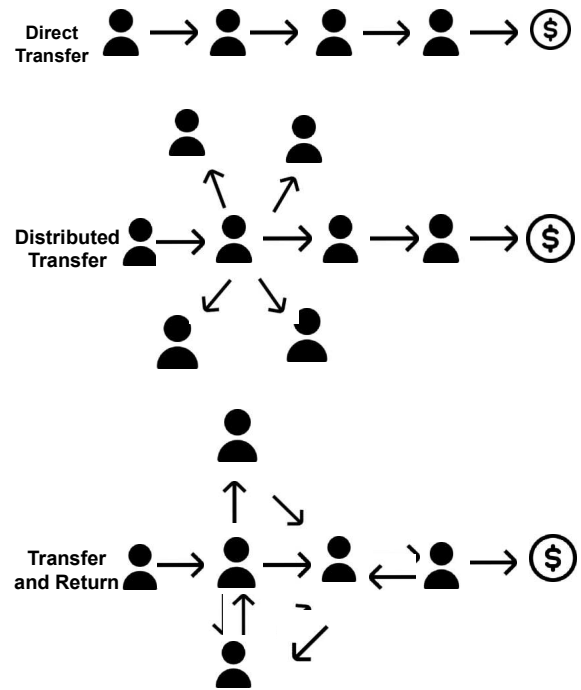 Direct
Transfer
$
Distributed
Transfer
$
Transfer
and Return
$